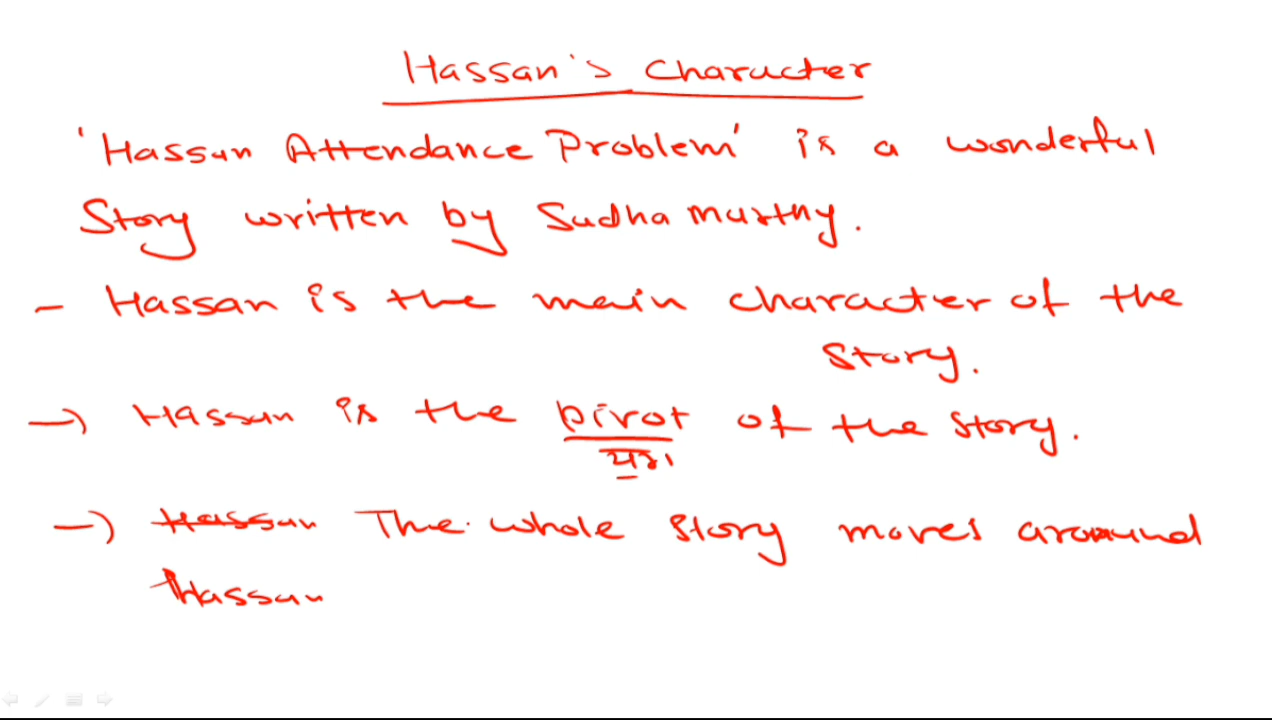 Hassan's Character
'Hassan Attendance Problem' is a wonderful
Story written by Sudha Murthy.
- Hassan is the main character of the
Story.
→ Hassan is the pivot of the Story.
→ Hassan The whole story moves around
Hassan